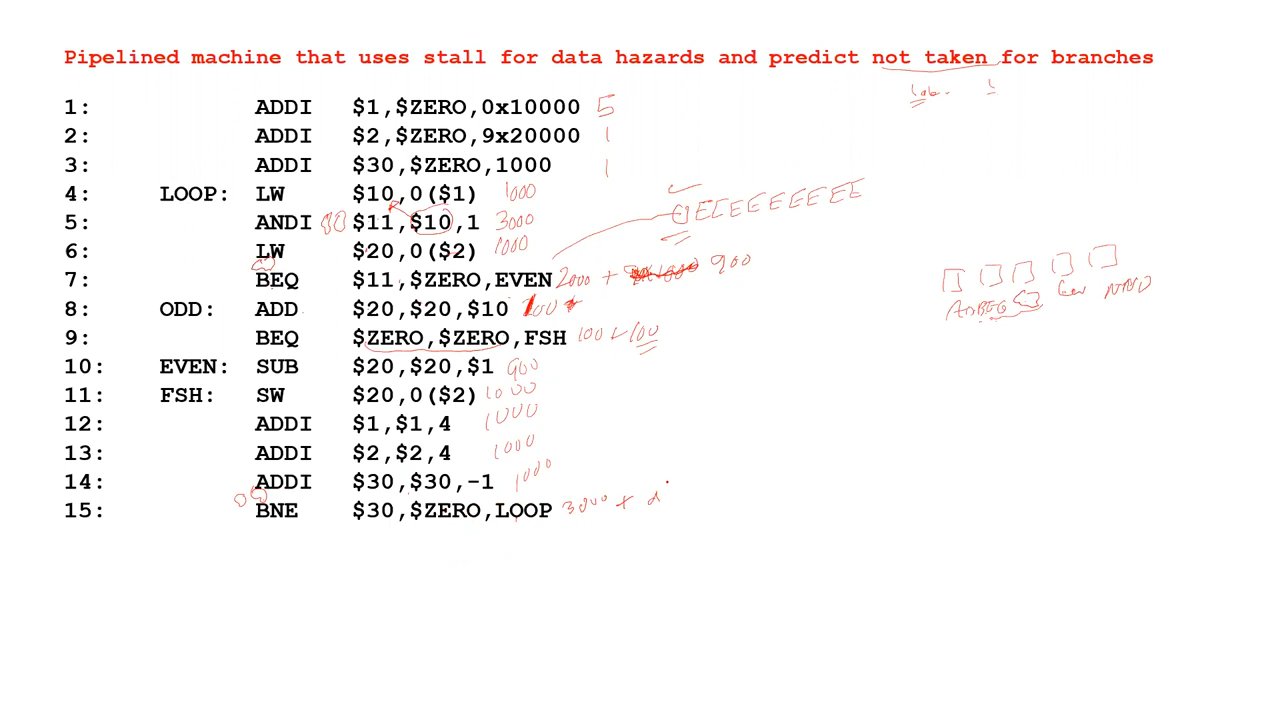 Pipelined machine that uses stall for data hazards and predict not taken for branches
1: ADDI $1,$ZERO,0x10000 5
2: ADDI $2,$ZERO,9x20000 1
3: ADDI $30,$ZERO,1000 1
4: LOOP: LW $10,0($1) 1000
5: ANDI $11,$10,1 3000
6: LW $20,0($2) 1000
7: BEQ $11,$ZERO,EVEN 2000 + 900
8: ODD: ADD $20,$20,$10 100
9: BEQ $ZERO,$ZERO,FSH 100 + 100
10: EVEN: SUB $20,$20,$1 900
11: FSH: SW $20,0($2) 1000
12: ADDI $1,$1,4 1000
13: ADDI $2,$2,4 1000
14: ADDI $30,$30,-1 1000
15: BNE $30,$ZERO,LOOP 3000 +